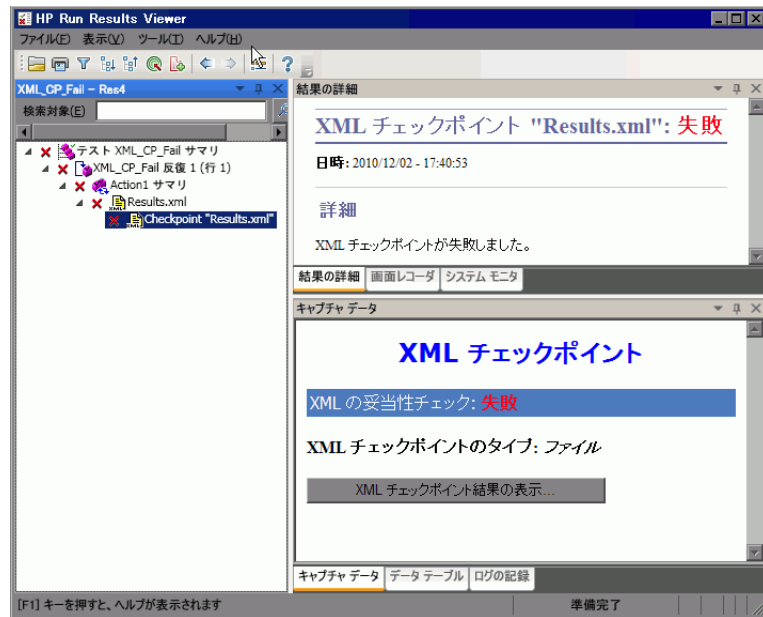 HP Run Results Viewer
ファイル(F) 表示(V) ツール(T) ヘルプ(H)
XML_CP_Fail - Res4
検索対象(E)
テスト XML_CP_Fail サマリ
XML_CP_Fail 反復 1 (行 1)
Action1 サマリ
Results.xml
Checkpoint "Results.xml"
結果の詳細
XML チェックポイント "Results.xml": 失敗
日時: 2010/12/02 - 17:40:53
詳細
XML チェックポイントが失敗しました。
結果の詳細 画面レコーダ システム モニタ
キャプチャ データ
XML チェックポイント
XML の妥当性チェック: 失敗
XML チェックポイントのタイプ: ファイル
XML チェックポイント結果の表示...
キャプチャ データ データ テーブル ログの記録
[F1] キーを押すと、ヘルプが表示されます 準備完了